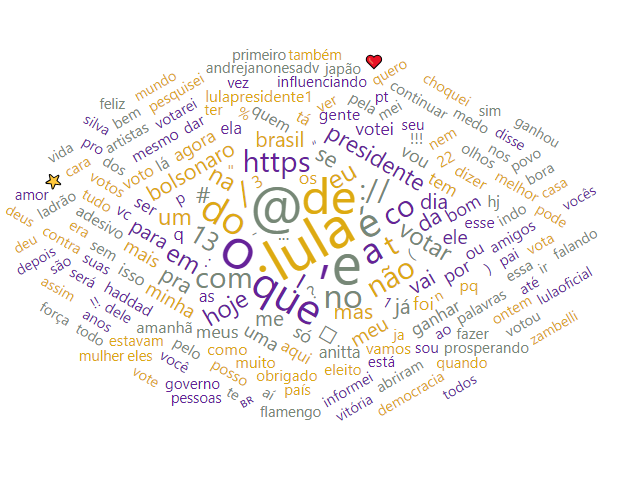 primeiro também
andrejanonesadv japão quero
mundo vez influenciando choquei
pesquisei lulapresidente1 ver pela pt continuar sim
feliz bem votarei ter % quem tá gente mei medo ganhou
silva artistas dar ela brasil " presidente votei seu !!! nem disse
vida pro mesmo agora https se vou 22 olhos nos povo
cara dos voto lá bolsonaro na " / 3 os eu :// tem dizer melhor bora casa
amor votos ser # @ de é co dia bom hj vocês
tudo vc p um do lula da esse indo pode
deus ladrão adesivo para q 13 o . ... a t votar ele ou amigos vota
deu era sem mais em : ´ , é não ( vai por ) pai essa falando
contra suas isso pra com que ! ? no já n pq até ir
depois são será haddad minha as hoje mas foi , ganhar palavras ontem lulaoficial
assim !! dele amanhã meus me só □ meu ja ao fazer votou zambelli
força anos todo estavam pelo uma anitta vamos sou prosperando
mulher eles como muito aqui está quando
você posso obrigado eleito abriram
vote governo te aí país informei democracia todos
pessoas BR flamengo vitória